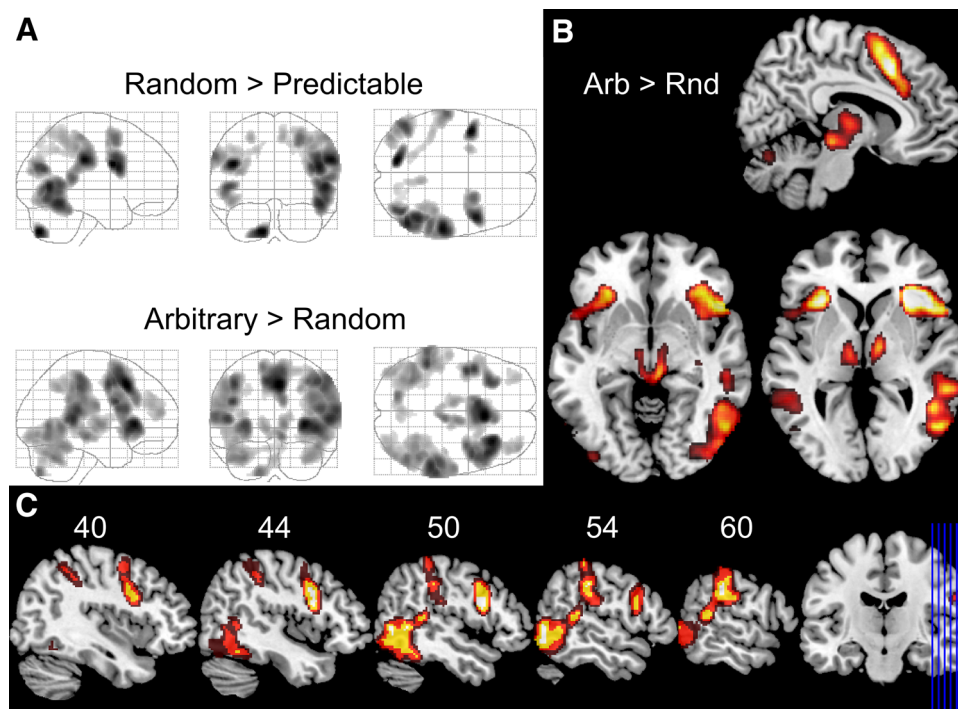 A
Random > Predictable
Arbitrary > Random
B
Arb > Rnd
C
40 44 50 54 60